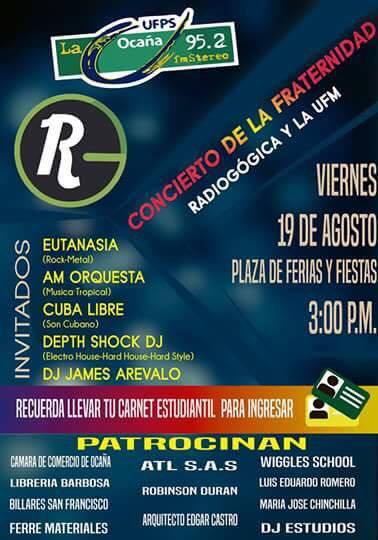 UFPS
La
Ocaña
95.2
fmStereo
R
CONCIERTO DE LA FRATERNIDAD
RADIOGÓGICA Y LA UFM
VIERNES
19 DE AGOSTO
PLAZA DE FERIAS Y FIESTAS
3:00 P.M.
INVITADOS
EUTANASIA
(Rock-Metal)
AM ORQUESTA
(Musica Tropical)
CUBA LIBRE
(Son Cubano)
DEPTH SHOCK DJ
(Electro House-Hard House-Hard Style)
DJ JAMES AREVALO
RECUERDA LLEVAR TU CARNET ESTUDIANTIL PARA INGRESAR
PATROCINAN
CAMARA DE COMERCIO DE OCAÑA
LIBRERIA BARBOSA
BILLARES SAN FRANCISCO
FERRE MATERIALES
ATL S.A.S
ROBINSON DURAN
ARQUITECTO EDGAR CASTRO
WIGGLES SCHOOL
LUIS EDUARDO ROMERO
MARIA JOSE CHINCHILLA
DJ ESTUDIOS